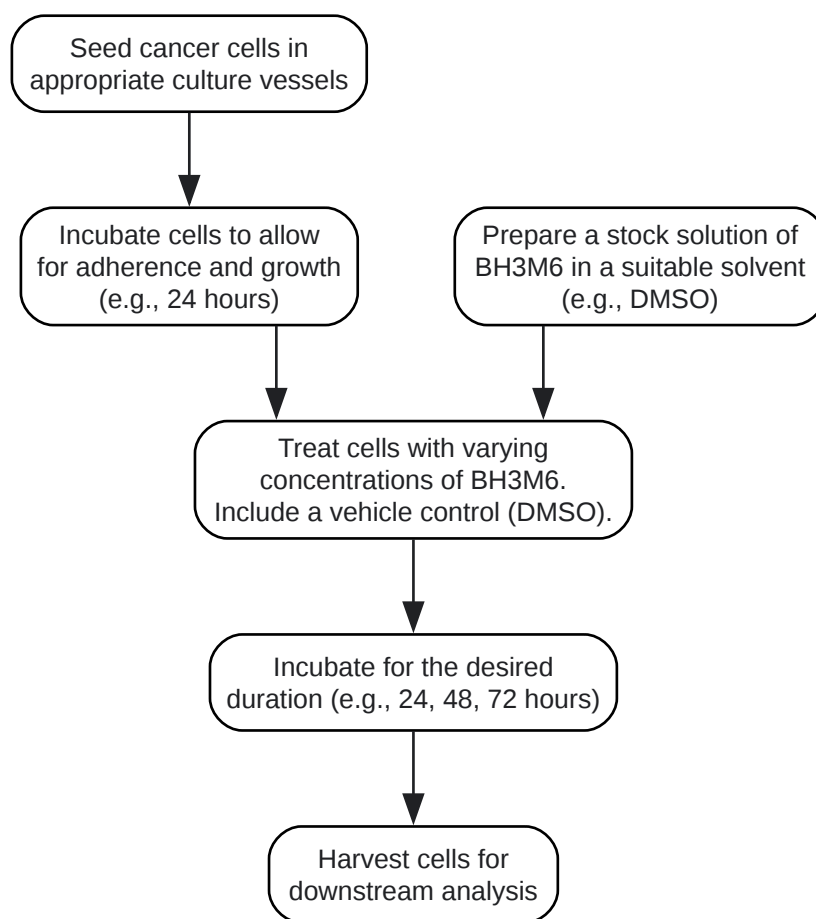 Seed cancer cells in
appropriate culture vessels
Incubate cells to allow
for adherence and growth
(e.g., 24 hours)
Prepare a stock solution of
BH3M6 in a suitable solvent
(e.g., DMSO)
Treat cells with varying
concentrations of BH3M6.
Include a vehicle control (DMSO).
Incubate for the desired
duration (e.g., 24, 48, 72 hours)
Harvest cells for
downstream analysis